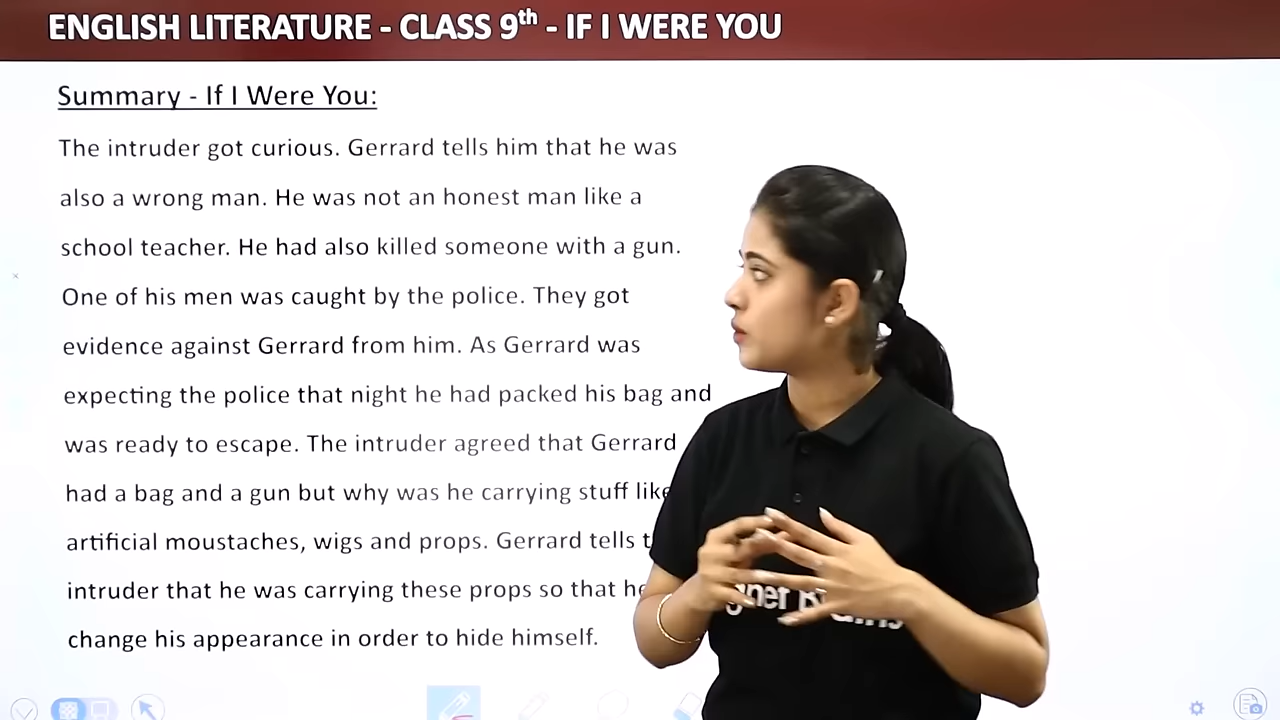 ENGLISH LITERATURE - CLASS 9th - IF I WERE YOU
Summary - If I Were You:
The intruder got curious. Gerrard tells him that he was
also a wrong man. He was not an honest man like a
school teacher. He had also killed someone with a gun.
One of his men was caught by the police. They got
evidence against Gerrard from him. As Gerrard was
expecting the police that night he had packed his bag and
was ready to escape. The intruder agreed that Gerrard
had a bag and a gun but why was he carrying stuff like
artificial moustaches, wigs and props. Gerrard tells
intruder that he was carrying these props so that he
change his appearance in order to hide himself.